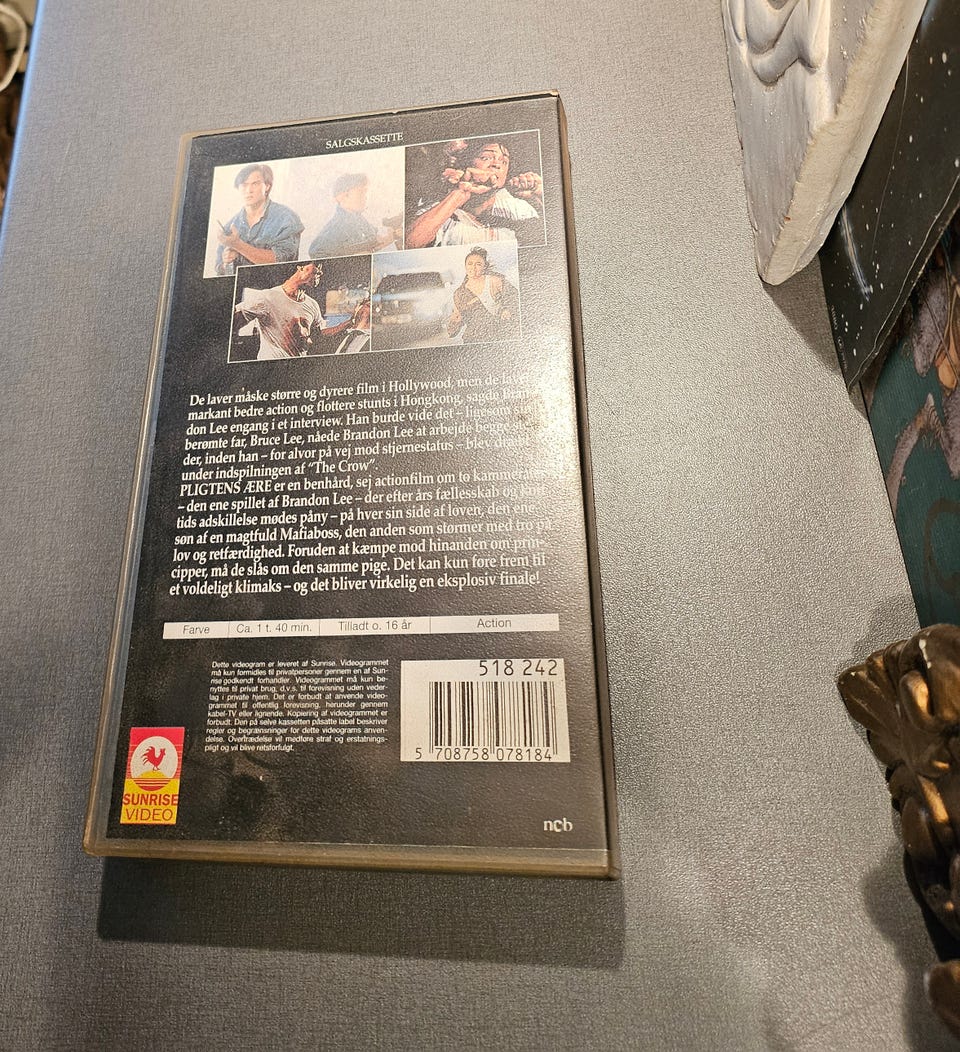 SALGSKASSETTE
De laver måske større og dyrere film i Hollywood, men de laver
markant bedre action og flottere stunts i Hongkong, sagde Bran-
don Lee engang i et interview. Han burde vide det – ligesom sin
berømte far, Bruce Lee, nåede Brandon Lee at arbejde begge ste-
der, inden han – for alvor på vej mod stjernestatus – blev dræbt
under indspilningen af "The Crow".
PLIGTENS ÆRE er en benhård, sej actionfilm om to kammerater
– den ene spillet af Brandon Lee – der efter års fællesskab og kort
tids adskillelse mødes påny – på hver sin side af loven, den ene
søn af en magtfuld Mafiaboss, den anden som stormer med tro på
lov og retfærdighed. Foruden at kæmpe mod hinanden om prin-
cipper, må de slås om den samme pige. Det kan kun føre frem til
et voldeligt klimaks – og det bliver virkelig en eksplosiv finale!
Farve Ca. 1 t. 40 min. Tilladt o. 16 år Action
Dette videogram er leveret af Sunrise. Videogrammet
må kun formidles til privatpersoner gennem en af Sun-
rise godkendt forhandler. Videogrammet må kun be-
nyttes til privat brug, d.v.s. til forevisning uden veder-
lag i private hjem. Det er forbudt at anvende video-
grammet til offentlig forevisning, herunder gennem
kabel-TV eller lignende. Kopiering af videogrammet er
forbudt. Den på selve kassetten påsatte label beskriver
regler og begrænsninger for dette videograms anven-
delse. Overtrædelse vil medføre straf og erstatnings-
pligt og vil blive retsforfulgt.
518 242
5 708758 078184
SUNRISE
VIDEO
ncb